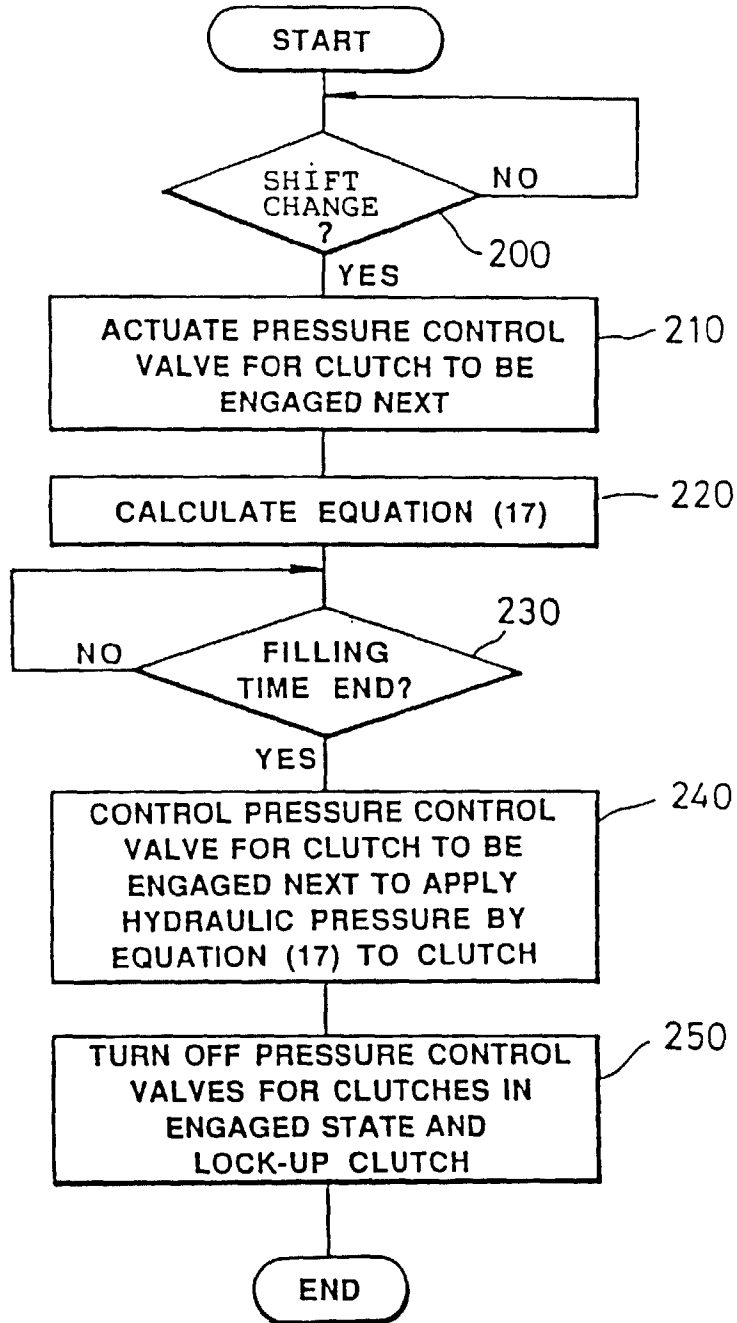 START
SHIFT
CHANGE
?
NO
200
YES
ACTUATE PRESSURE CONTROL
VALVE FOR CLUTCH TO BE
ENGAGED NEXT
210
CALCULATE EQUATION (17)
220
230
FILLING
TIME END?
NO
YES
CONTROL PRESSURE CONTROL
VALVE FOR CLUTCH TO BE
ENGAGED NEXT TO APPLY
HYDRAULIC PRESSURE BY
EQUATION (17) TO CLUTCH
240
TURN OFF PRESSURE CONTROL
VALVES FOR CLUTCHES IN
ENGAGED STATE AND
LOCK-UP CLUTCH
250
END